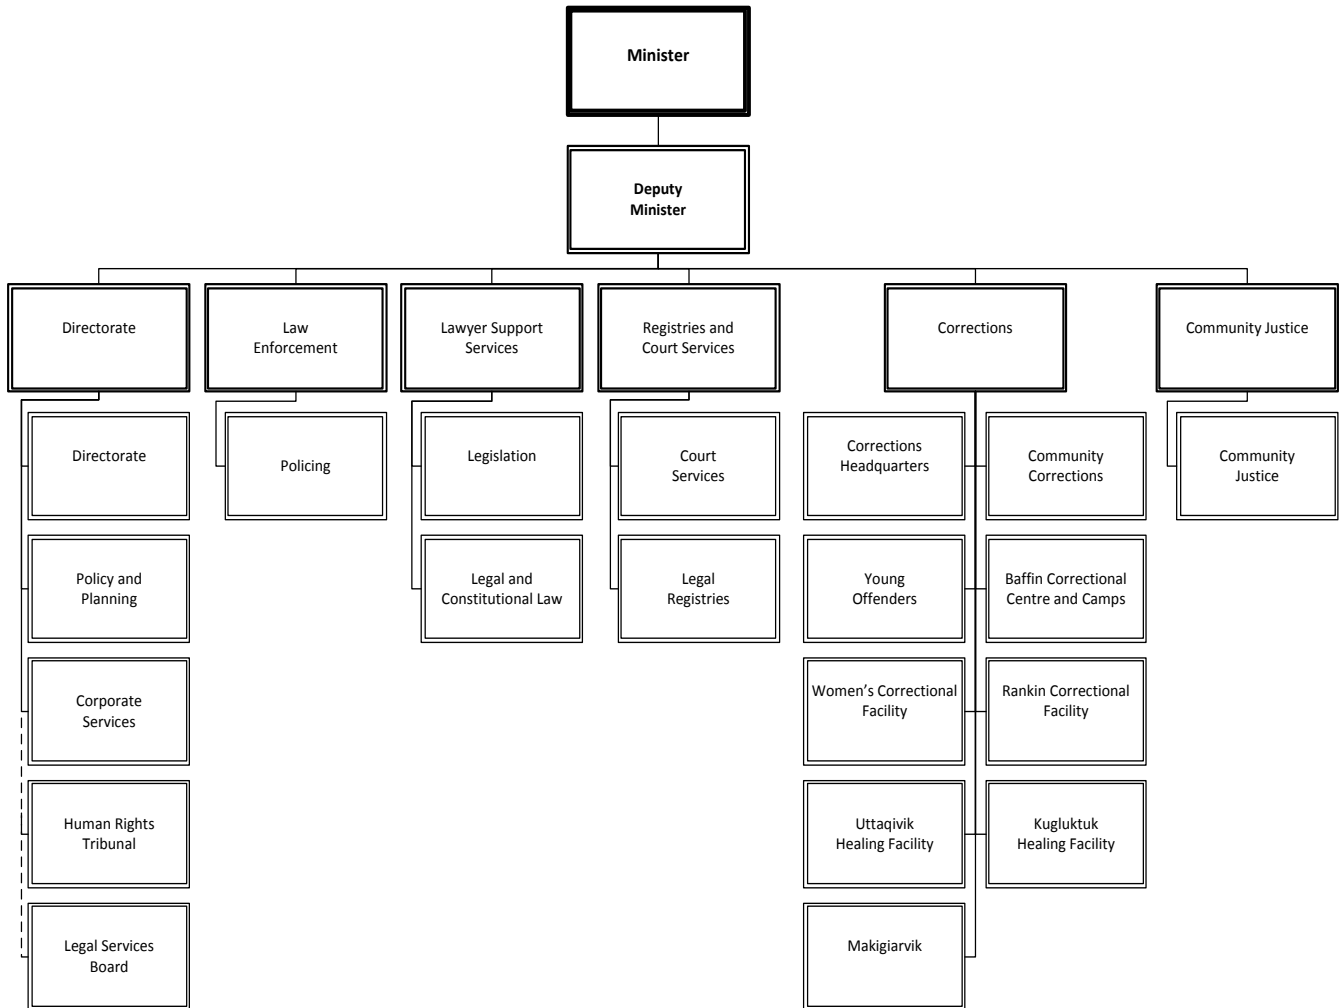 Minister
Deputy
Minister
Directorate
Law
Enforcement
Lawyer Support
Services
Registries and
Court Services
Corrections
Community Justice
Directorate
Policing
Legislation
Court
Services
Corrections
Headquarters
Community
Corrections
Community
Justice
Policy and
Planning
Legal and
Constitutional Law
Legal
Registries
Young
Offenders
Baffin Correctional
Centre and Camps
Corporate
Services
Women's Correctional
Facility
Rankin Correctional
Facility
Human Rights
Tribunal
Uttaqivik
Healing Facility
Kugluktuk
Healing Facility
Legal Services
Board
Makigiarvik